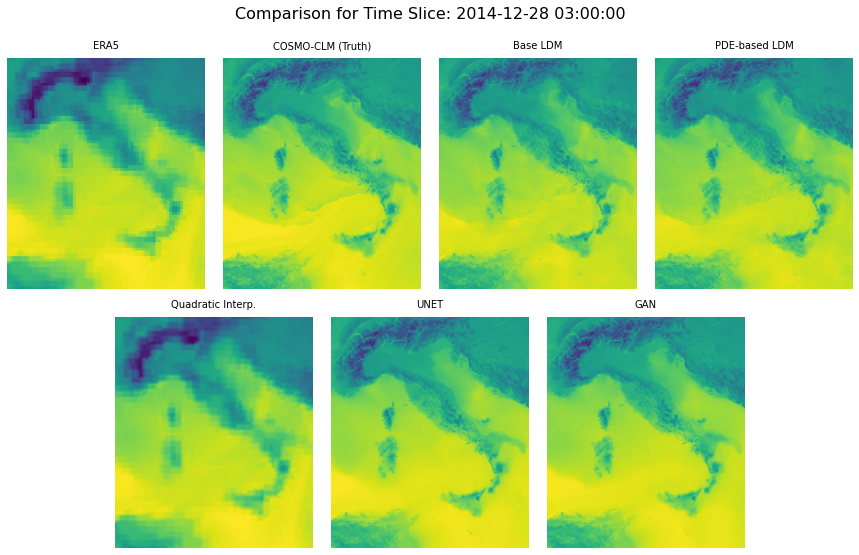 Comparison for Time Slice: 2014-12-28 03:00:00
ERA5
COSMO-CLM (Truth)
Base LDM
PDE-based LDM
Quadratic Interp.
UNET
GAN